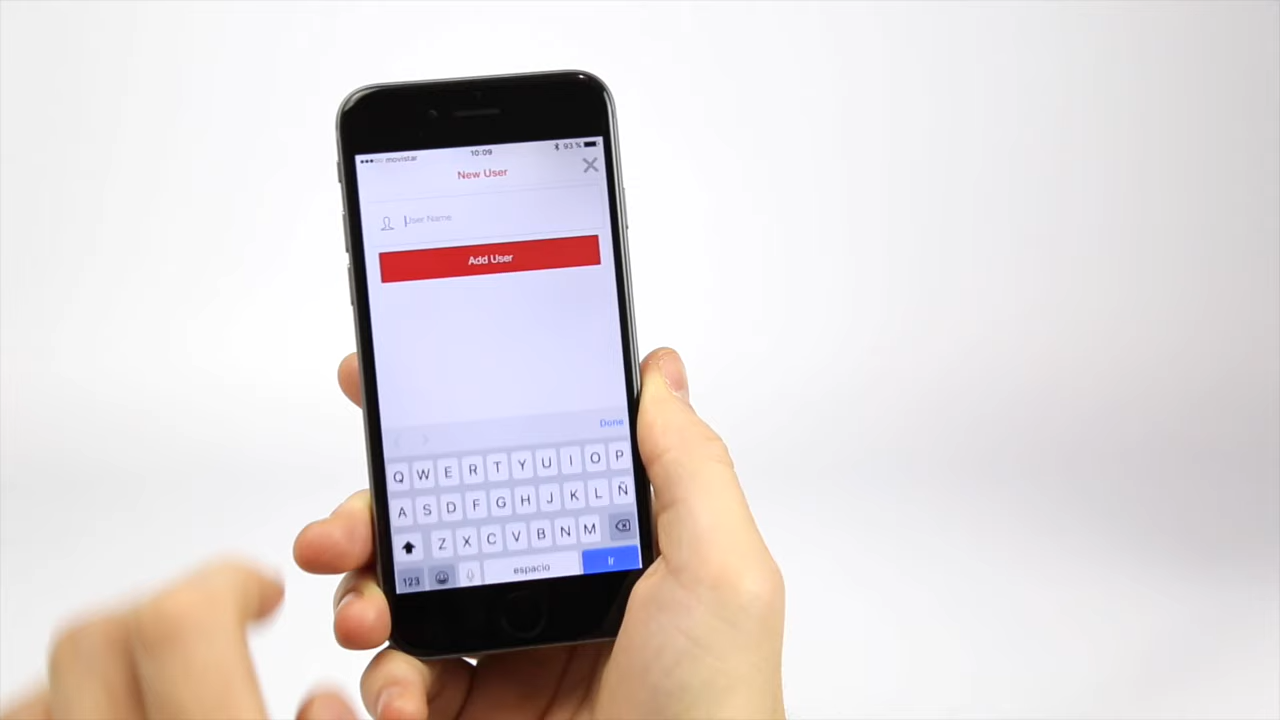 movistar 10:09 93 %
New User
User Name
Add User
Done
Q W E R T Y U I O P
A S D F G H J K L Ñ
Z X C V B N M
123 espacio Ir